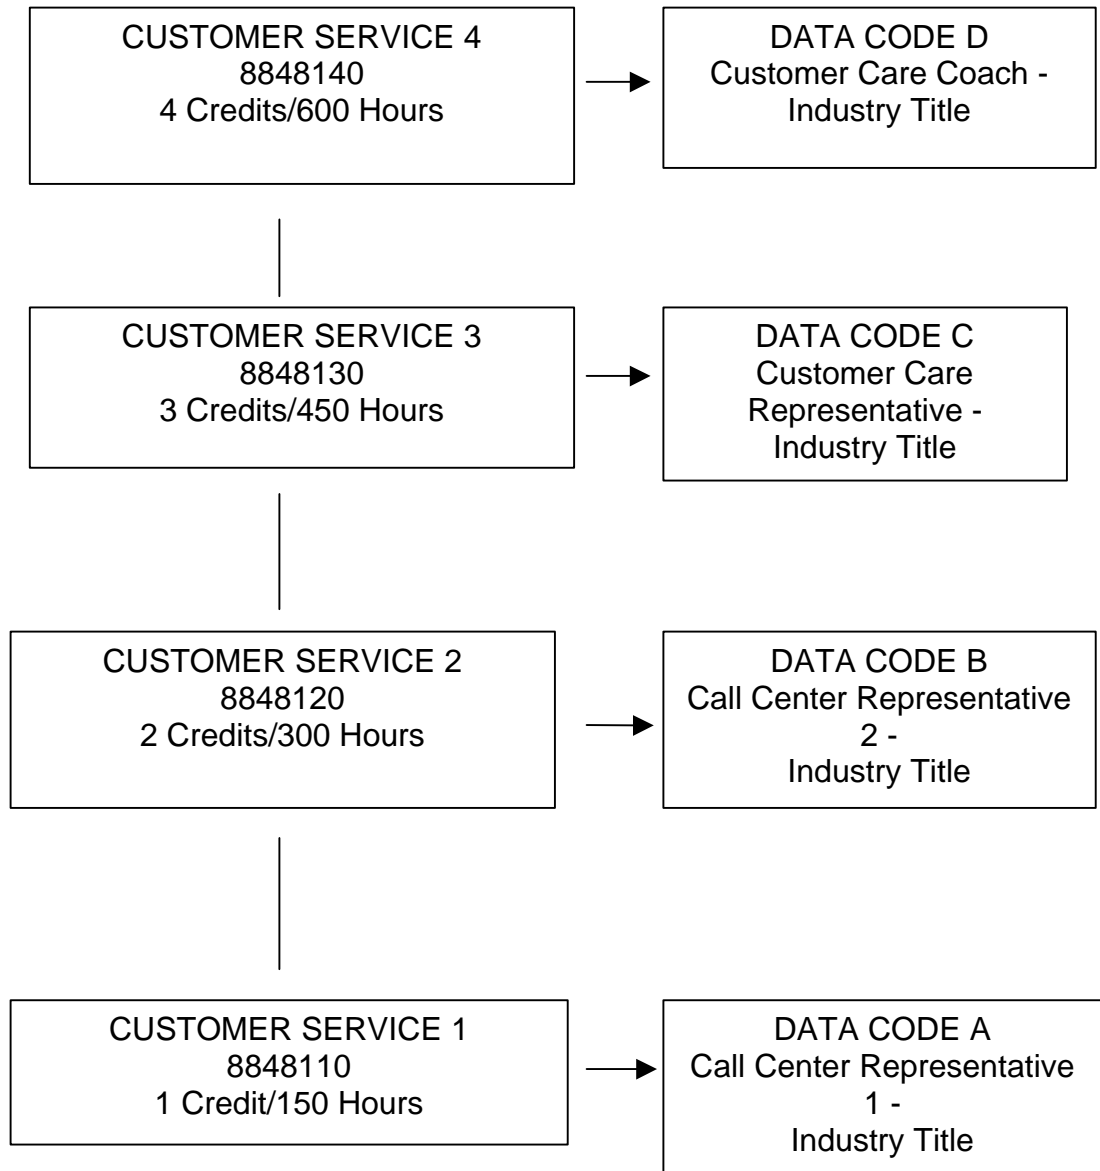 CUSTOMER SERVICE 4
8848140
4 Credits/600 Hours
DATA CODE D
Customer Care Coach -
Industry Title
CUSTOMER SERVICE 3
8848130
3 Credits/450 Hours
DATA CODE C
Customer Care
Representative -
Industry Title
CUSTOMER SERVICE 2
8848120
2 Credits/300 Hours
DATA CODE B
Call Center Representative
2 -
Industry Title
CUSTOMER SERVICE 1
8848110
1 Credit/150 Hours
DATA CODE A
Call Center Representative
1 -
Industry Title